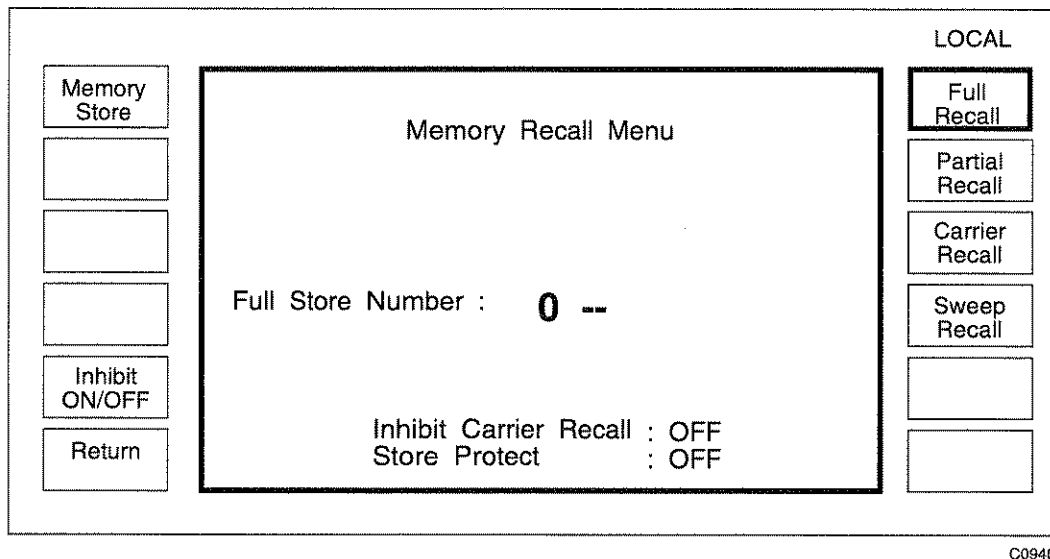 LOCAL
Memory
Store
Inhibit
ON/OFF
Return
Memory Recall Menu
Full Store Number : 0 --
Inhibit Carrier Recall : OFF
Store Protect : OFF
Full
Recall
Partial
Recall
Carrier
Recall
Sweep
Recall